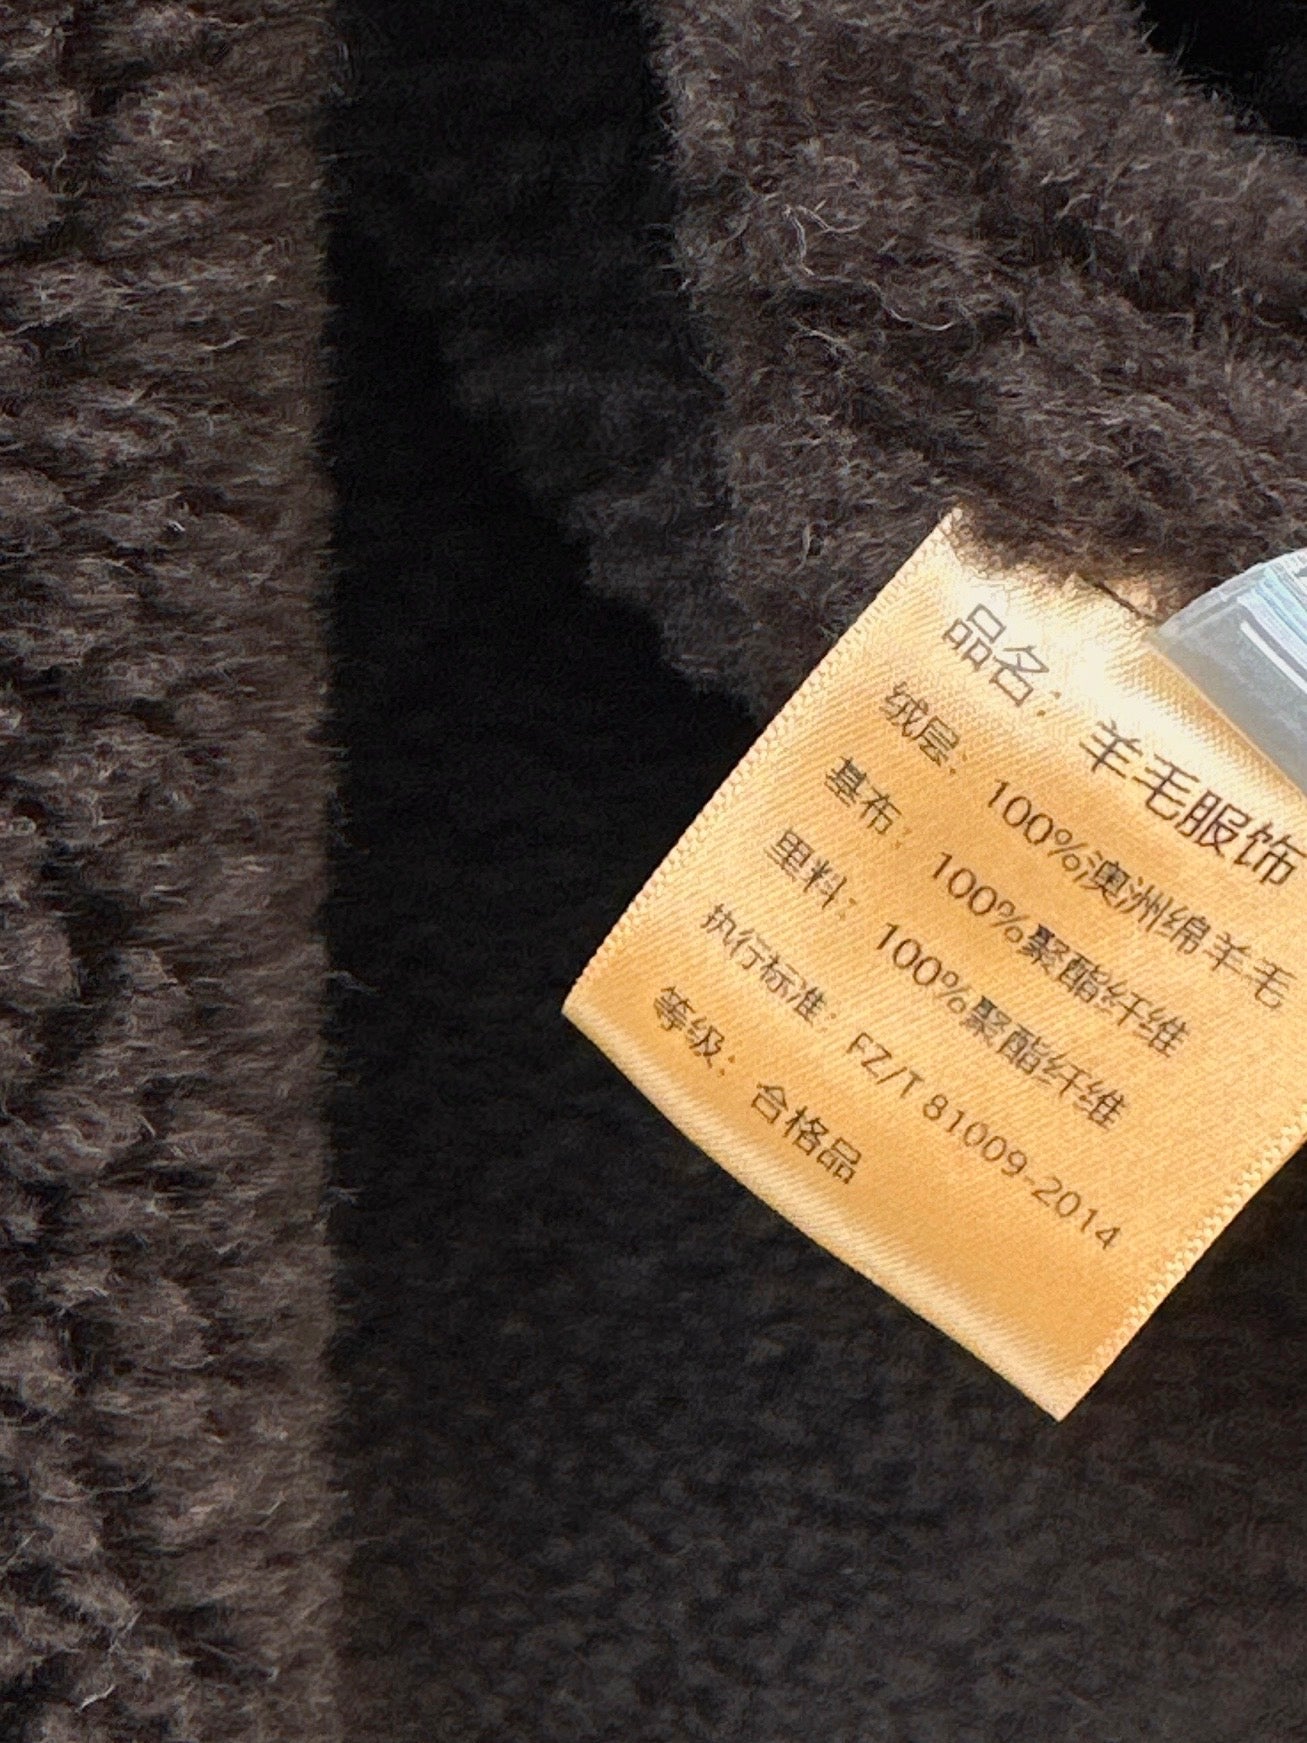 品名：羊毛服饰
绒层：100%澳洲绵羊毛
基布：100%聚酯纤维
里料：100%聚酯纤维
执行标准：FZ/T 81009-2014
等级：合格品